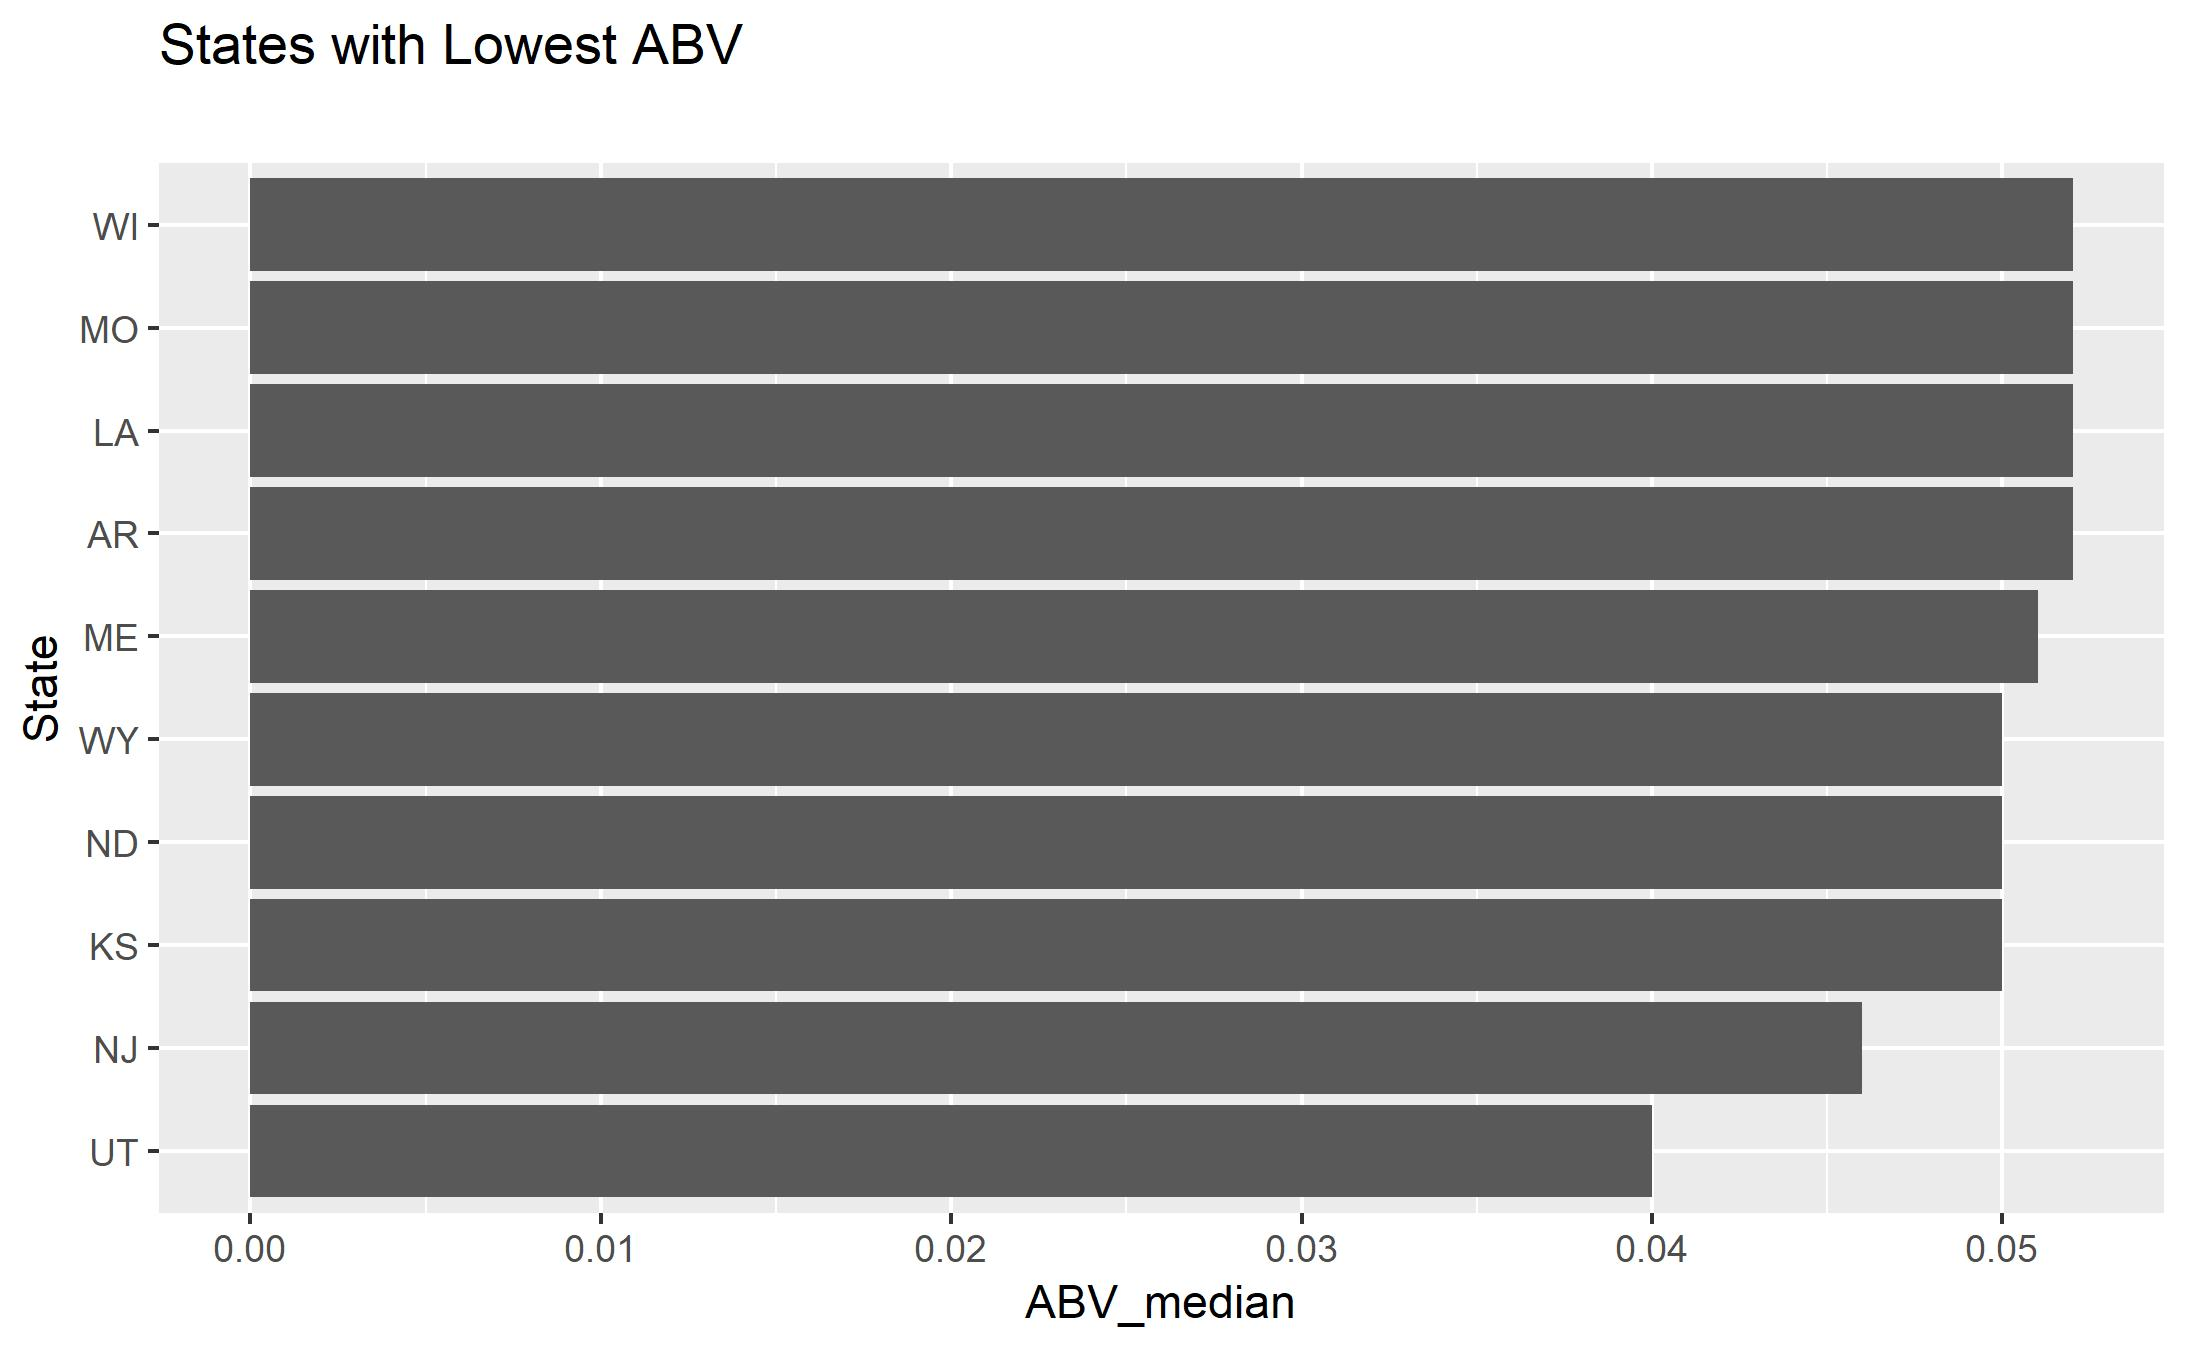 States with Lowest ABV
State
WI
MO
LA
AR
ME
WY
ND
KS
NJ
UT
0.00 0.01 0.02 0.03 0.04 0.05
ABV_median